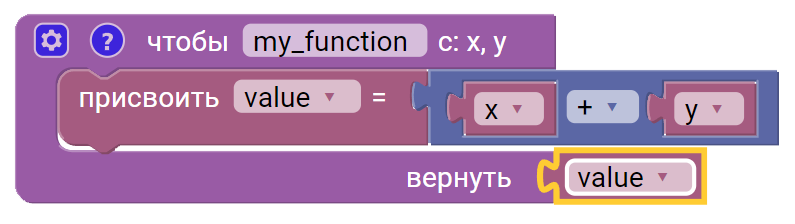 ? чтобы my_function с: x, y
присвоить value = x + y
вернуть value